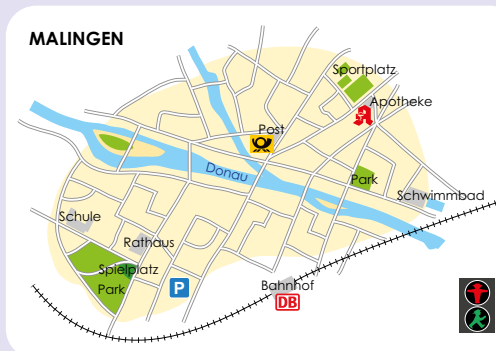 MALINGEN
Sportplatz
Apotheke
Post
Donau
Park
Schwimmbad
Schule
Rathaus
Spielplatz
Park
P
Bahnhof
DB